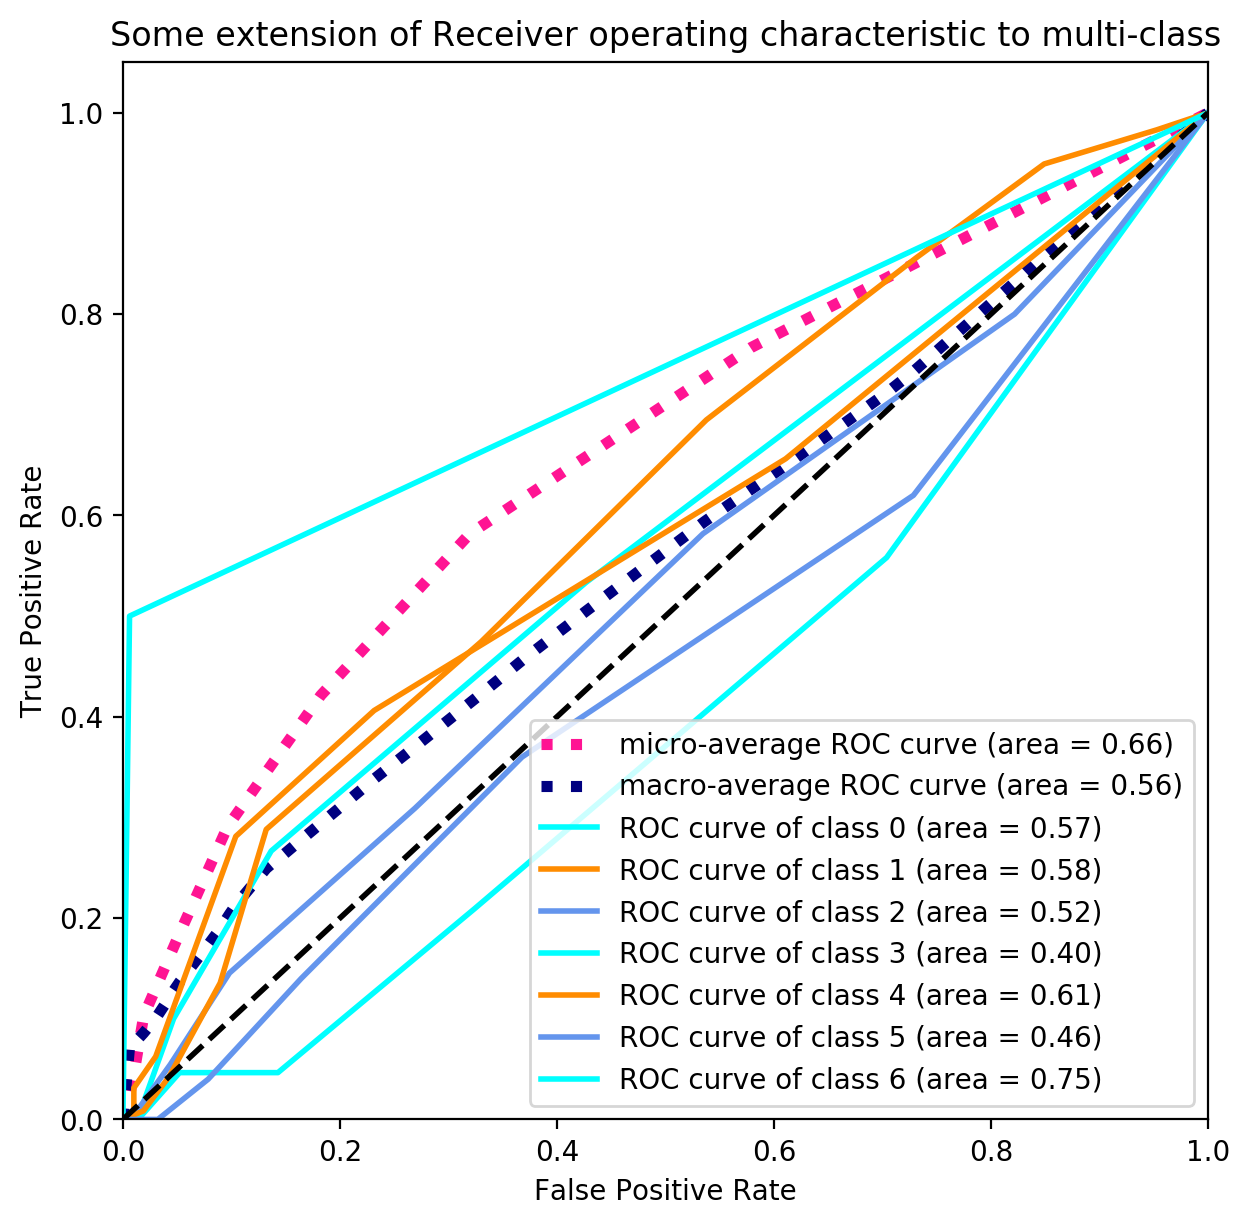 Some extension of Receiver operating characteristic to multi-class
1.0
0.8
0.6
0.4
0.2
0.0
True Positive Rate
micro-average ROC curve (area = 0.66)
macro-average ROC curve (area = 0.56)
ROC curve of class 0 (area = 0.57)
ROC curve of class 1 (area = 0.58)
ROC curve of class 2 (area = 0.52)
ROC curve of class 3 (area = 0.40)
ROC curve of class 4 (area = 0.61)
ROC curve of class 5 (area = 0.46)
ROC curve of class 6 (area = 0.75)
0.0 0.2 0.4 0.6 0.8 1.0
False Positive Rate